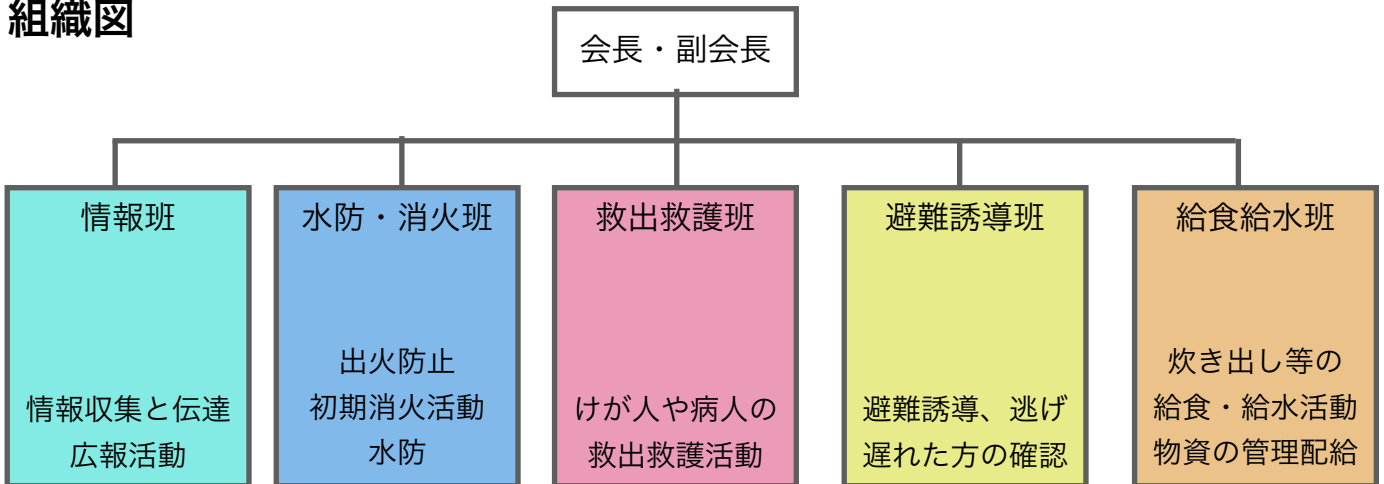 組織図
会長・副会長
情報班
情報収集と伝達
広報活動
水防・消火班
出火防止
初期消火活動
水防
救出救護班
けが人や病人の
救出救護活動
避難誘導班
避難誘導、逃げ
遅れた方の確認
給食給水班
炊き出し等の
給食・給水活動
物資の管理配給